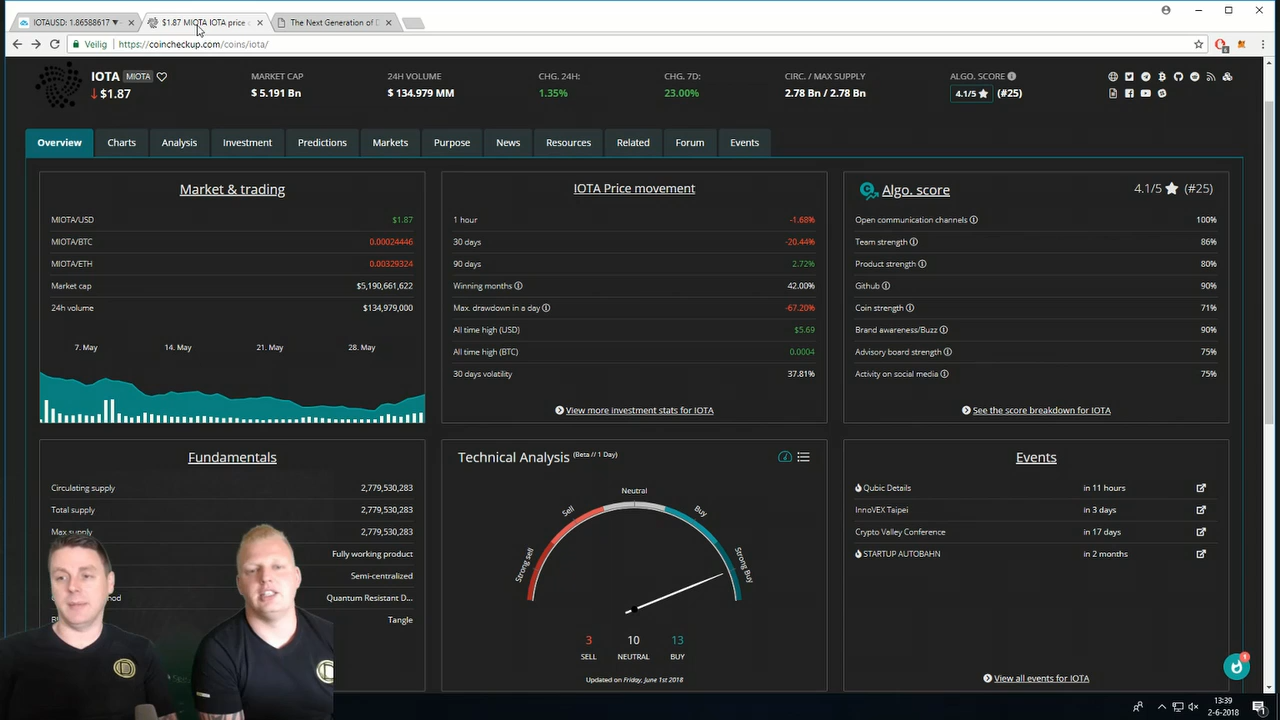 IOTAUSD: 1.86588617 ▼
$1.87 MIOTA IOTA price
The Next Generation of D
Veilig
https://coincheckup.com/coins/iota/
IOTA MIOTA
$1.87
MARKET CAP
$ 5.191 Bn
24H VOLUME
$ 134.979 MM
CHG. 24H:
1.35%
CHG. 7D:
23.00%
CIRC. / MAX SUPPLY
2.78 Bn / 2.78 Bn
ALGO. SCORE
4.1/5 (#25)
Overview Charts Analysis Investment Predictions Markets Purpose News Resources Related Forum Events
Market & trading
MIOTA/USD $1.87
MIOTA/BTC 0.00024446
MIOTA/ETH 0.00329324
Market cap $5,190,661,622
24h volume $134,979,000
7. May 14. May 21. May 28. May
IOTA Price movement
1 hour -1.68%
30 days -20.44%
90 days 2.72%
Winning months 42.00%
Max. drawdown in a day -67.20%
All time high (USD) $5.69
All time high (BTC) 0.0004
30 days volatility 37.81%
View more investment stats for IOTA
Algo. score 4.1/5 (#25)
Open communication channels 100%
Team strength 86%
Product strength 80%
Github 90%
Coin strength 71%
Brand awareness/Buzz 90%
Advisory board strength 75%
Activity on social media 75%
See the score breakdown for IOTA
Fundamentals
Circulating supply 2,779,530,283
Total supply 2,779,530,283
Max supply 2,779,530,283
Fully working product
Semi-centralized
Quantum Resistant D...
Tangle
Technical Analysis (Beta // 1 Day)
Strong sell
Sell
Neutral
Buy
Strong Buy
3 10 13
SELL NEUTRAL BUY
Updated on Friday, June 1st 2018
Events
Qubic Details in 11 hours
InnoVEX Taipei in 3 days
Crypto Valley Conference in 17 days
STARTUP AUTOBAHN in 2 months
View all events for IOTA
13:39
2-6-2018